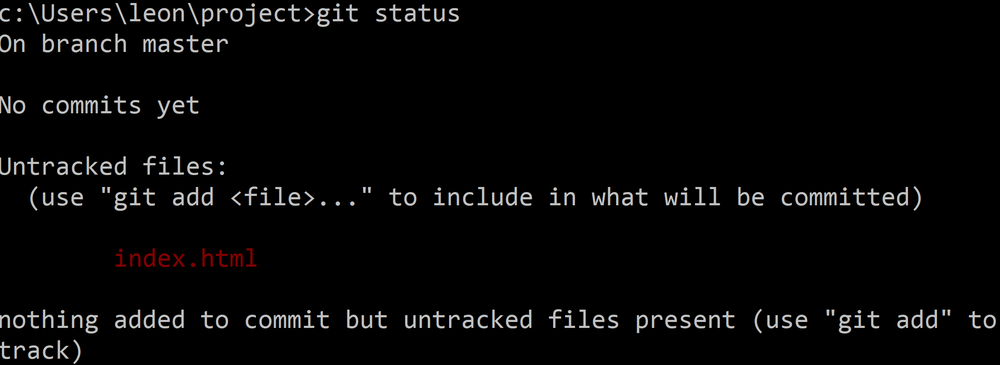 c:\Users\leon\project>git status
On branch master
No commits yet
Untracked files:
(use "git add <file>..." to include in what will be committed)
index.html
nothing added to commit but untracked files present (use "git add" to
track)